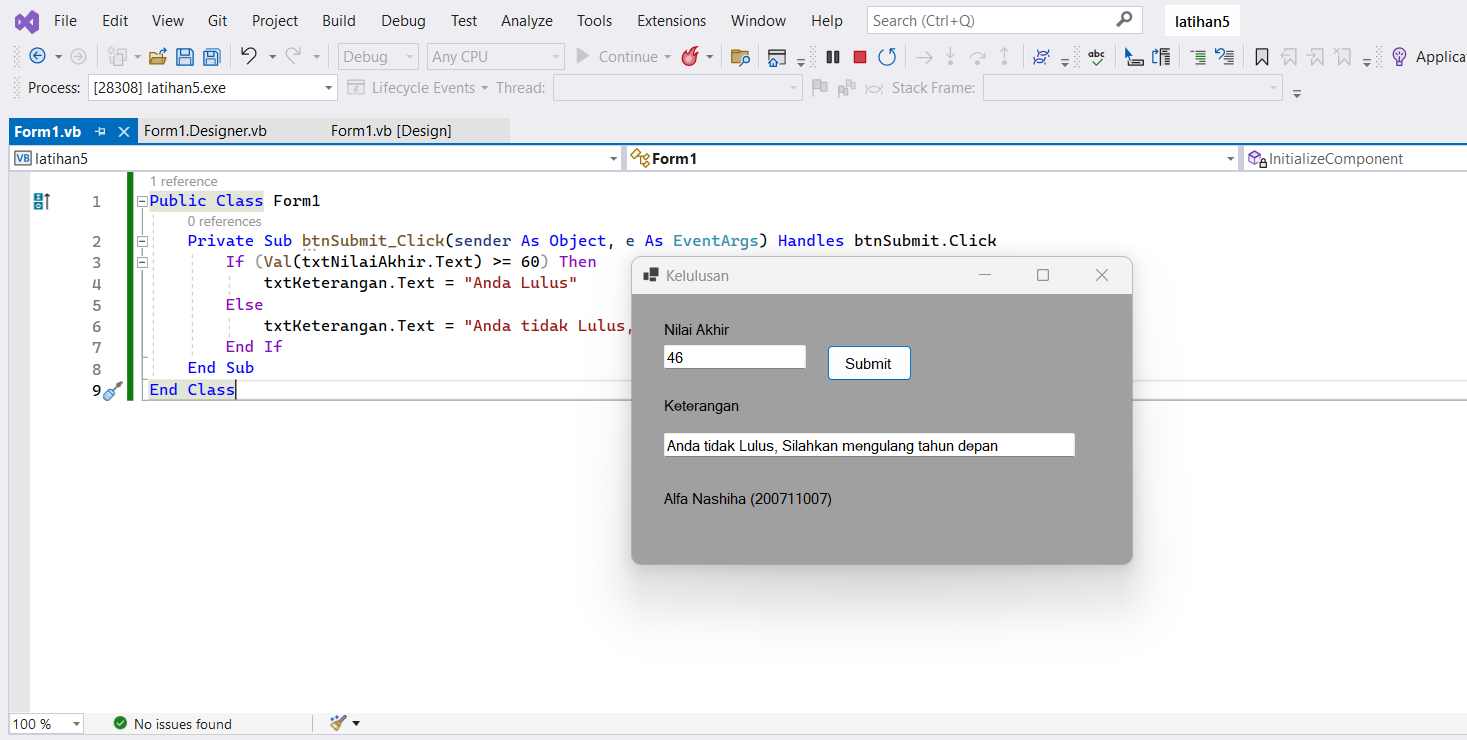 File Edit View Git Project Build Debug Test Analyze Tools Extensions Window Help Search (Ctrl+Q) latihan5
Debug Any CPU Continue abc Applica
Process: [28308] latihan5.exe Lifecycle Events Thread: Stack Frame:
Form1.vb Form1.Designer.vb Form1.vb [Design]
VB latihan5 Form1 InitializeComponent
1 reference
1 Public Class Form1
0 references
2 Private Sub btnSubmit_Click(sender As Object, e As EventArgs) Handles btnSubmit.Click
3 If (Val(txtNilaiAkhir.Text) >= 60) Then
4 txtKeterangan.Text = "Anda Lulus"
5 Else
6 txtKeterangan.Text = "Anda tidak Lulus,
7 End If
8 End Sub
9 End Class
Kelulusan
Nilai Akhir
46 Submit
Keterangan
Anda tidak Lulus, Silahkan mengulang tahun depan
Alfa Nashiha (200711007)
100 % No issues found